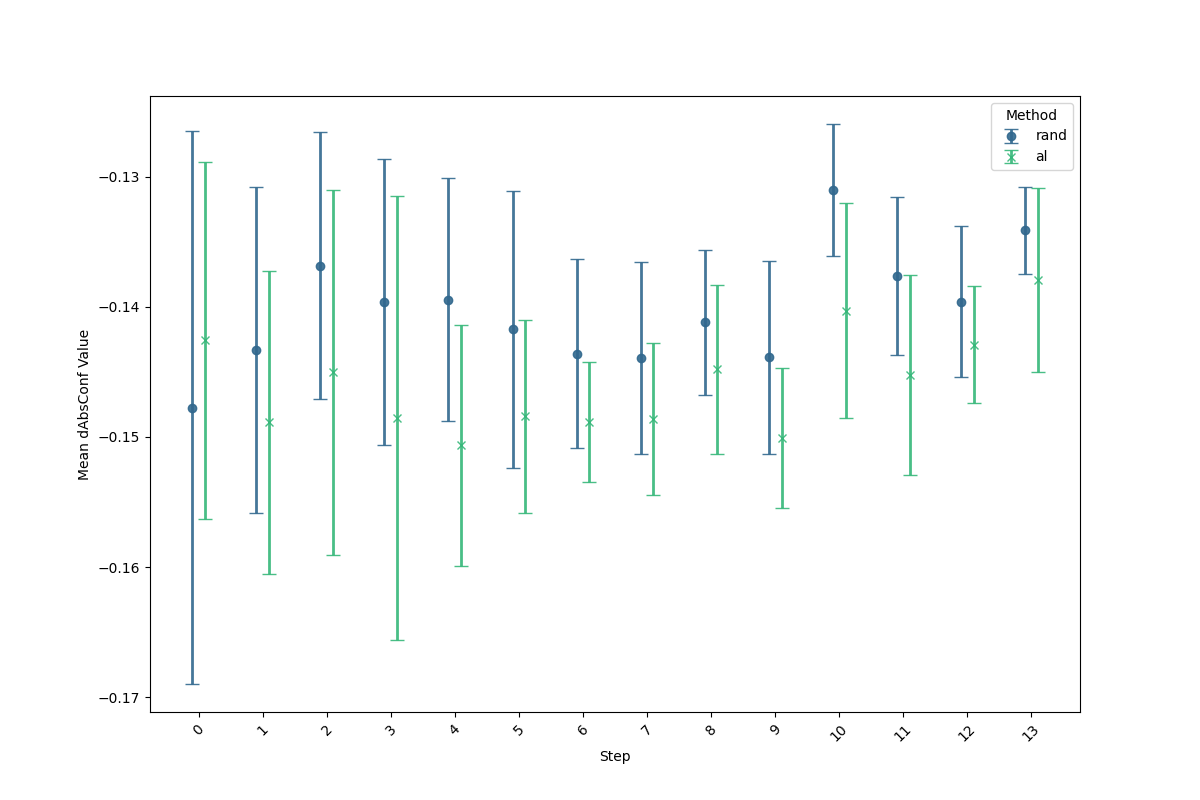 Method
rand
al
−0.13
−0.14
−0.15
−0.16
−0.17
Mean dAbsConf Value
0 1 2 3 4 5 6 7 8 9 10 11 12 13
Step